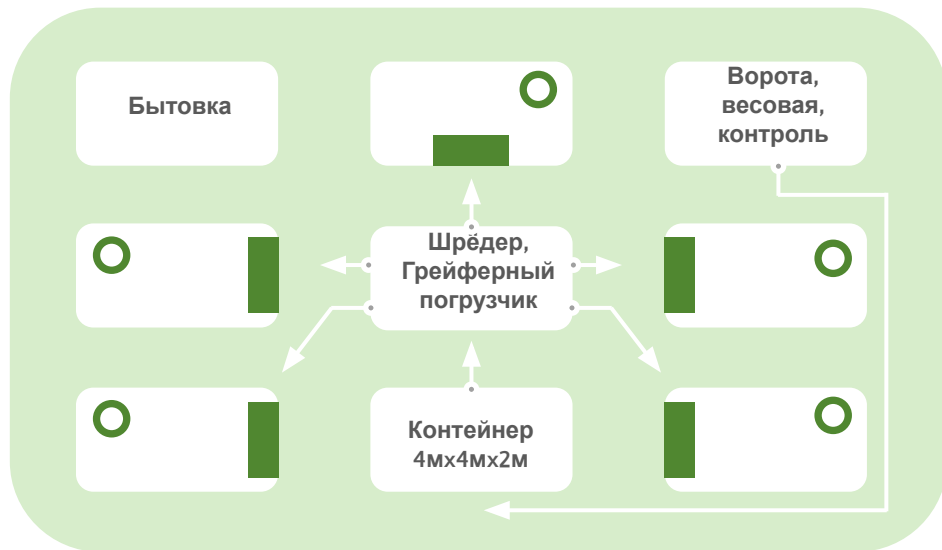 Бытовка
Ворота,
весовая,
контроль
Шрёдер,
Грейферный
погрузчик
Контейнер
4мх4мх2м